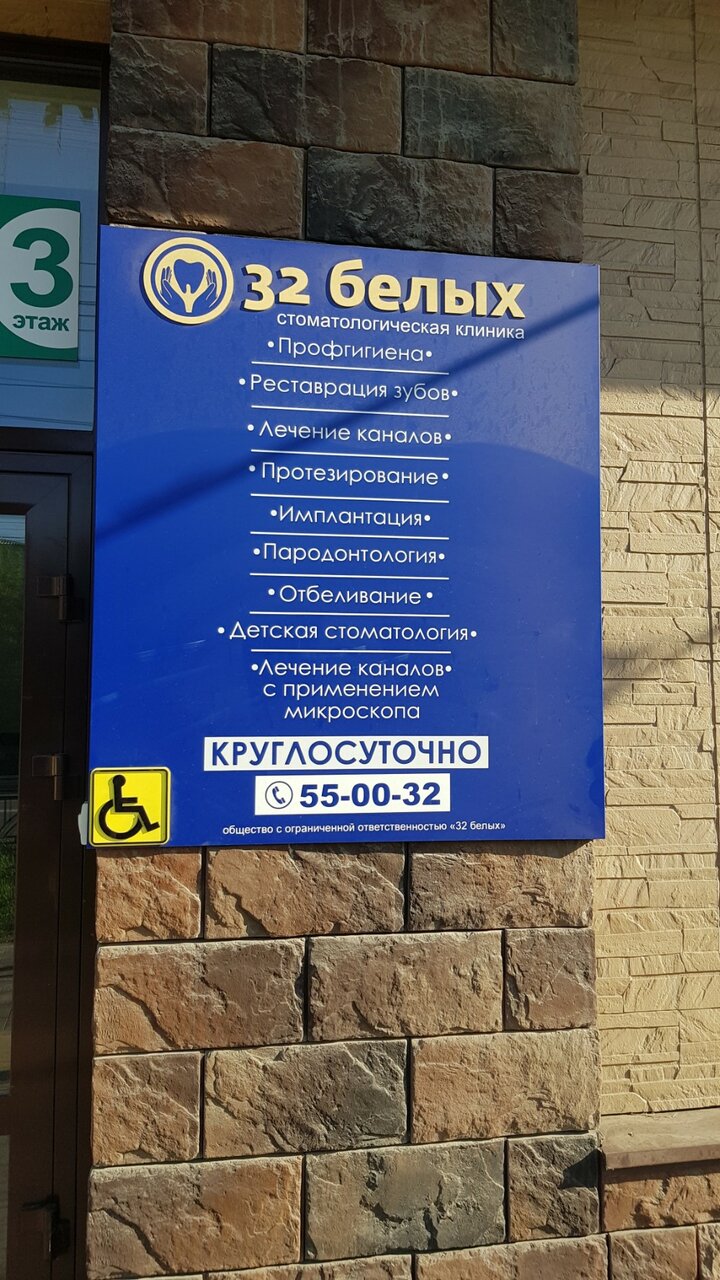 3
этаж
32 белых
стоматологическая клиника
•Профгигиена•
•Реставрация зубов•
•Лечение каналов•
•Протезирование•
•Имплантация•
•Пародонтология•
•Отбеливание•
•Детская стоматология•
•Лечение каналов•
с применением
микроскопа
КРУГЛОСУТОЧНО
55-00-32
общество с ограниченной ответственностью «32 белых»